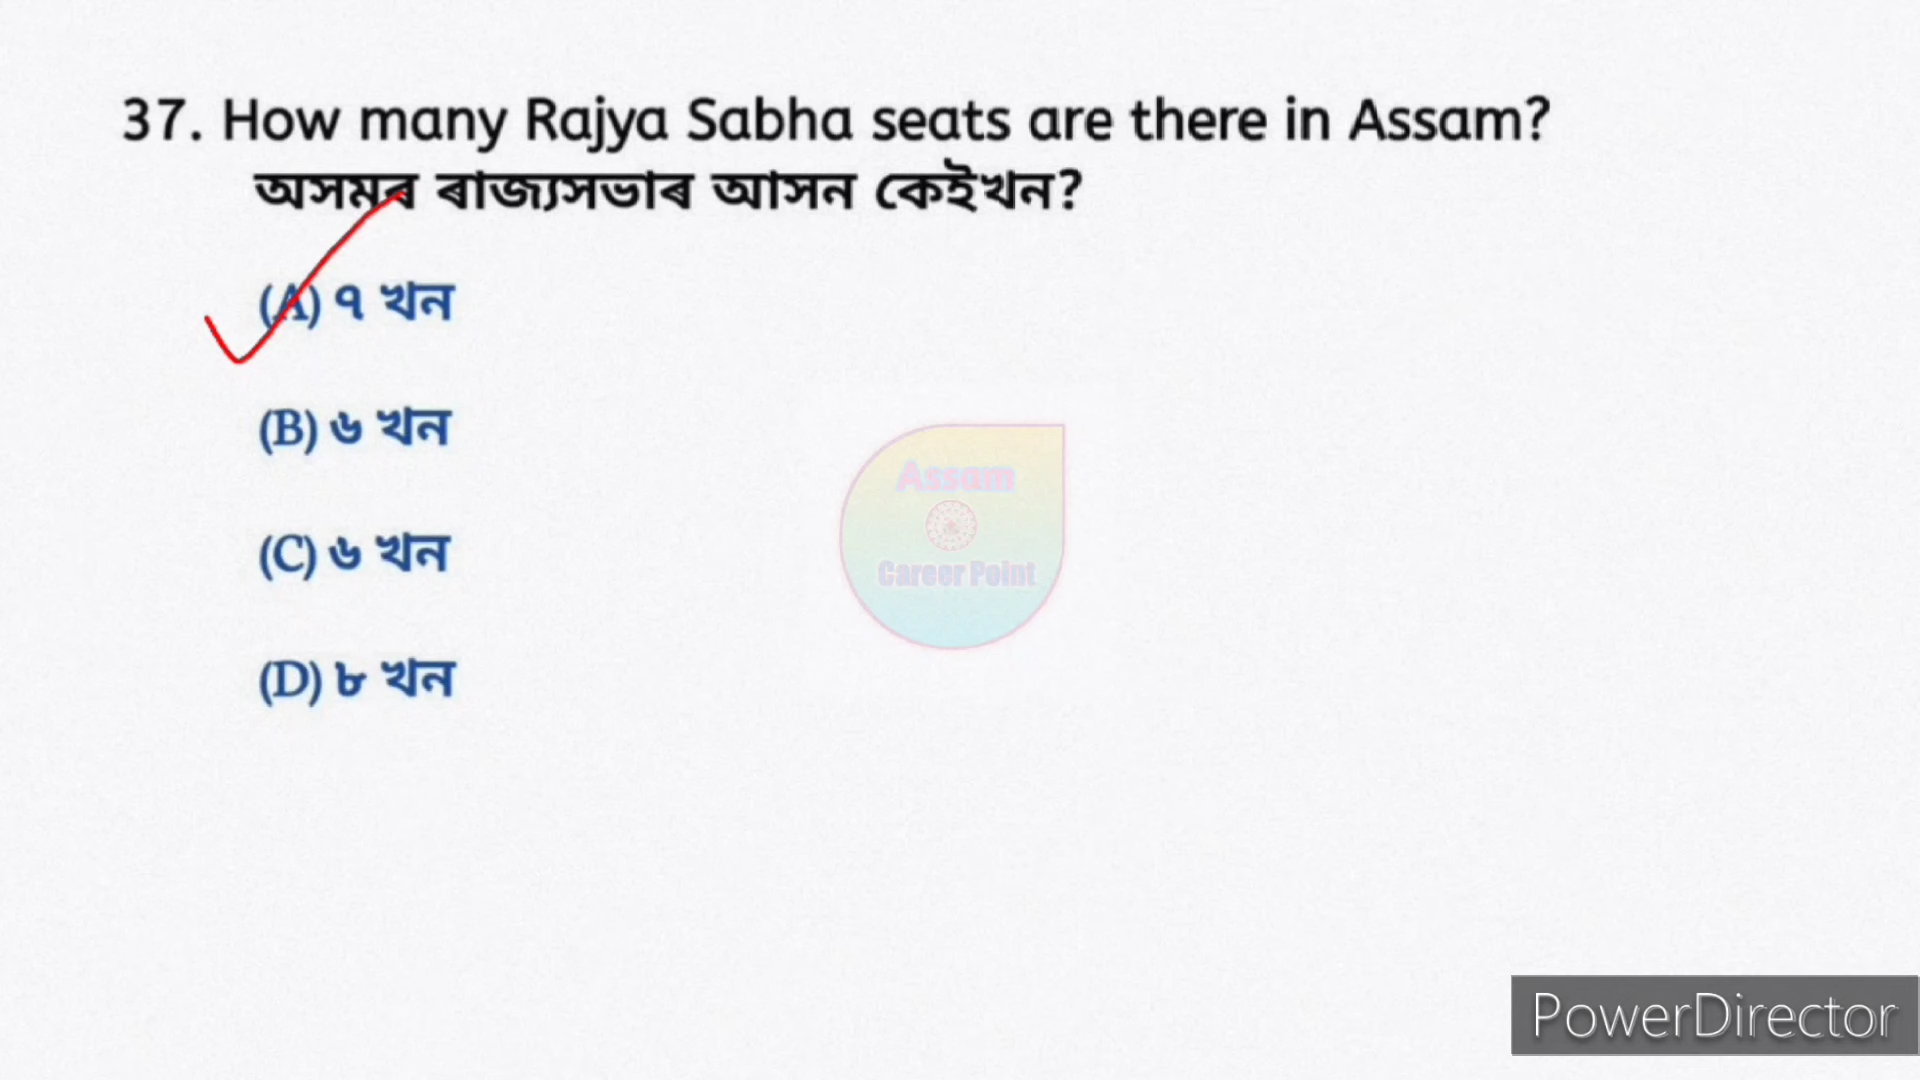 37. How many Rajya Sabha seats are there in Assam?
অসমৰ ৰাজ্যসভাৰ আসন কেইখন?
(A) ৭ খন
(B) ৬ খন
(C) ৬ খন
(D) ৮ খন
Assam
Career Point
PowerDirector